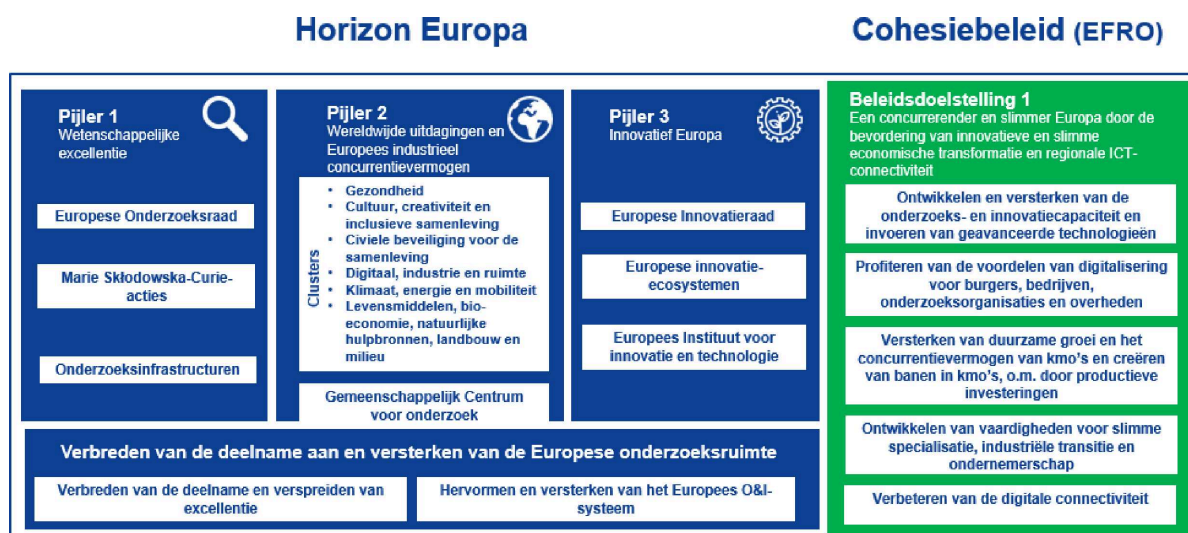 Horizon Europa
Cohesiebeleid (EFRO)
Pijler 1
Wetenschappelijke
excellentie
Europese Onderzoeksraad
Marie Skłodowska-Curie-
acties
Onderzoeksinfrastructuren
Pijler 2
Wereldwijde uitdagingen en
Europees industrieel
concurrentievermogen
Clusters
• Gezondheid
• Cultuur, creativiteit en
inclusieve samenleving
• Civiele beveiliging voor de
samenleving
• Digitaal, industrie en ruimte
• Klimaat, energie en mobiliteit
• Levensmiddelen, bio-
economie, natuurlijke
hulpbronnen, landbouw en
milieu
Gemeenschappelijk Centrum
voor onderzoek
Pijler 3
Innovatief Europa
Europese Innovatieraad
Europese innovatie-
ecosystemen
Europees Instituut voor
innovatie en technologie
Verbreden van de deelname aan en versterken van de Europese onderzoeksruimte
Verbreden van de deelname en verspreiden van
excellentie
Hervormen en versterken van het Europees O&I-
systeem
Beleidsdoelstelling 1
Een concurrerender en slimmer Europa door de
bevordering van innovatieve en slimme
economische transformatie en regionale ICT-
connectiviteit
Ontwikkelen en versterken van de
onderzoeks- en innovatiecapaciteit en
invoeren van geavanceerde technologieën
Profiteren van de voordelen van digitalisering
voor burgers, bedrijven,
onderzoeksorganisaties en overheden
Versterken van duurzame groei en het
concurrentievermogen van kmo's en creëren
van banen in kmo's, o.m. door productieve
investeringen
Ontwikkelen van vaardigheden voor slimme
specialisatie, industriële transitie en
ondernemerschap
Verbeteren van de digitale connectiviteit